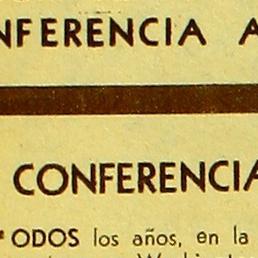 NFERENCIA A
CONFERENCIA
ODOS los años, en la